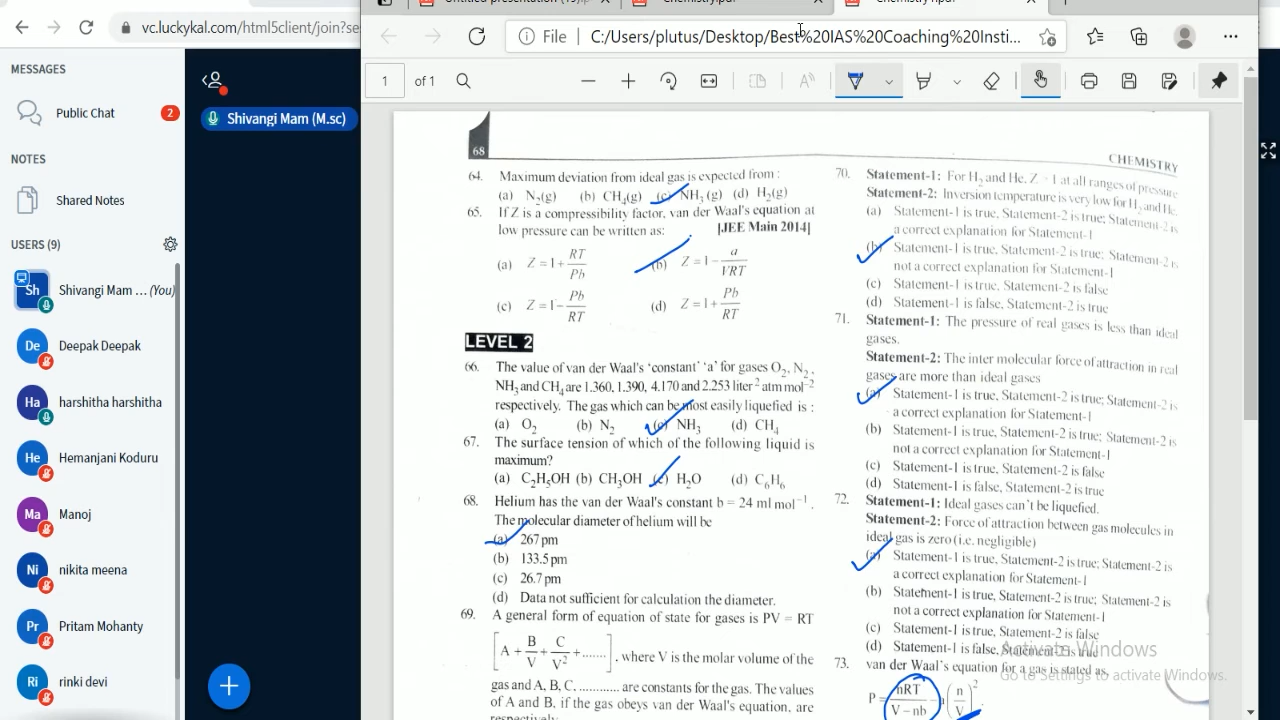 Untitled presentation (19).p
Chemistry.pdf
vc.luckykal.com/html5client/join?se
File
C:/Users/plutus/Desktop/Best%20IAS%20Coaching%20Insti...
MESSAGES
Public Chat
2
NOTES
Shared Notes
USERS (9)
Sh
Shivangi Mam ... (You)
De
Deepak Deepak
Ha
harshitha harshitha
He
Hemanjani Koduru
Ma
Manoj
Ni
nikita meena
Pr
Pritam Mohanty
Ri
rinki devi
Shivangi Mam (M.sc)
1
of 1
68
CHEMISTRY
64. Maximum deviation from ideal gas is expected from :
(a) N₂(g) (b) CH₄(g) (c) NH₃(g) (d) H₂(g)
65. If Z is a compressibility factor, van der Waal's equation at
low pressure can be written as: [JEE Main 2014]
(a) Z = 1 + RT/Pb (b) Z = 1 − a/VRT
(c) Z = 1 − Pb/RT (d) Z = 1 + Pb/RT
LEVEL 2
66. The value of van der Waal's 'constant' 'a' for gases O₂, N₂,
NH₃ and CH₄ are 1.360, 1.390, 4.170 and 2.253 liter² atm mol⁻²
respectively. The gas which can be most easily liquefied is :
(a) O₂ (b) N₂ (c) NH₃ (d) CH₄
67. The surface tension of which of the following liquid is
maximum?
(a) C₂H₅OH (b) CH₃OH (c) H₂O (d) C₆H₆
68. Helium has the van der Waal's constant b = 24 ml mol⁻¹.
The molecular diameter of helium will be
(a) 267 pm
(b) 133.5 pm
(c) 26.7 pm
(d) Data not sufficient for calculation the diameter.
69. A general form of equation of state for gases is PV = RT
[A + B/V + C/V² + .......], where V is the molar volume of the
gas and A, B, C, ............ are constants for the gas. The values
of A and B, if the gas obeys van der Waal's equation, are
respectively
70. Statement-1: For H₂ and He, Z > 1 at all ranges of pressure
Statement-2: Inversion temperature is very low for H₂ and He.
(a) Statement-1 is true, Statement-2 is true; Statement-2 is
a correct explanation for Statement-1
(b) Statement-1 is true, Statement-2 is true; Statement-2 is
not a correct explanation for Statement-1
(c) Statement-1 is true, Statement-2 is false
(d) Statement-1 is false, Statement-2 is true
71. Statement-1: The pressure of real gases is less than ideal
gases.
Statement-2: The inter molecular force of attraction in real
gases are more than ideal gases
(a) Statement-1 is true, Statement-2 is true; Statement-2 is
a correct explanation for Statement-1
(b) Statement-1 is true, Statement-2 is true; Statement-2 is
not a correct explanation for Statement-1
(c) Statement-1 is true, Statement-2 is false
(d) Statement-1 is false, Statement-2 is true
72. Statement-1: Ideal gases can't be liquefied.
Statement-2: Force of attraction between gas molecules in
ideal gas is zero (i.e. negligible)
(a) Statement-1 is true, Statement-2 is true; Statement-2 is
a correct explanation for Statement-1
(b) Statement-1 is true, Statement-2 is true; Statement-2 is
not a correct explanation for Statement-1
(c) Statement-1 is true, Statement-2 is false
(d) Statement-1 is false, Statement-2 is true
73. van der Waal's equation for a gas is stated as,
P = nRT/(V − nb) − a(n/V)².
Activate Windows
Go to Settings to activate Windows.